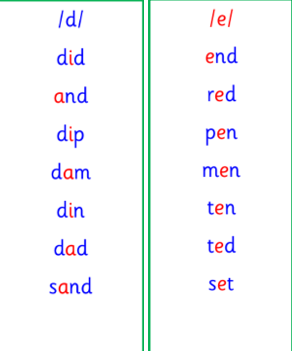 /d/
did
and
dip
dam
din
dad
sand
/e/
end
red
pen
men
ten
ted
set